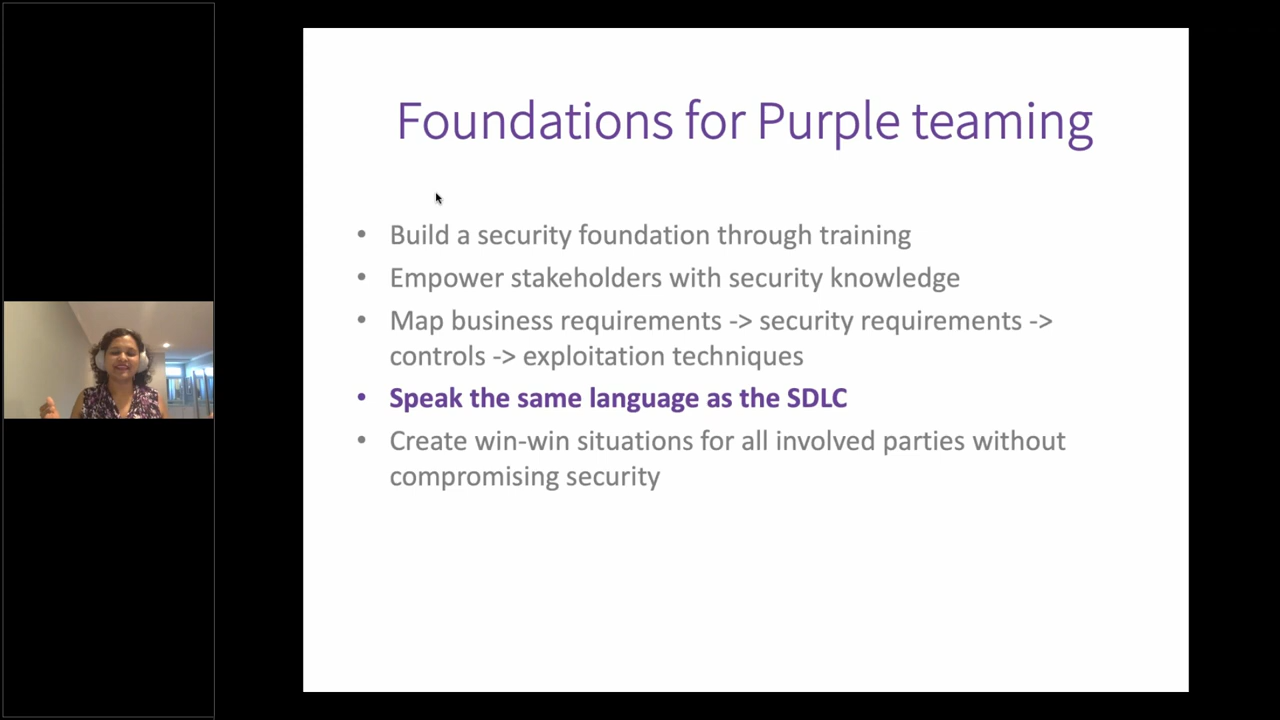 Foundations for Purple teaming
• Build a security foundation through training
• Empower stakeholders with security knowledge
• Map business requirements -> security requirements ->
controls -> exploitation techniques
• Speak the same language as the SDLC
• Create win-win situations for all involved parties without
compromising security